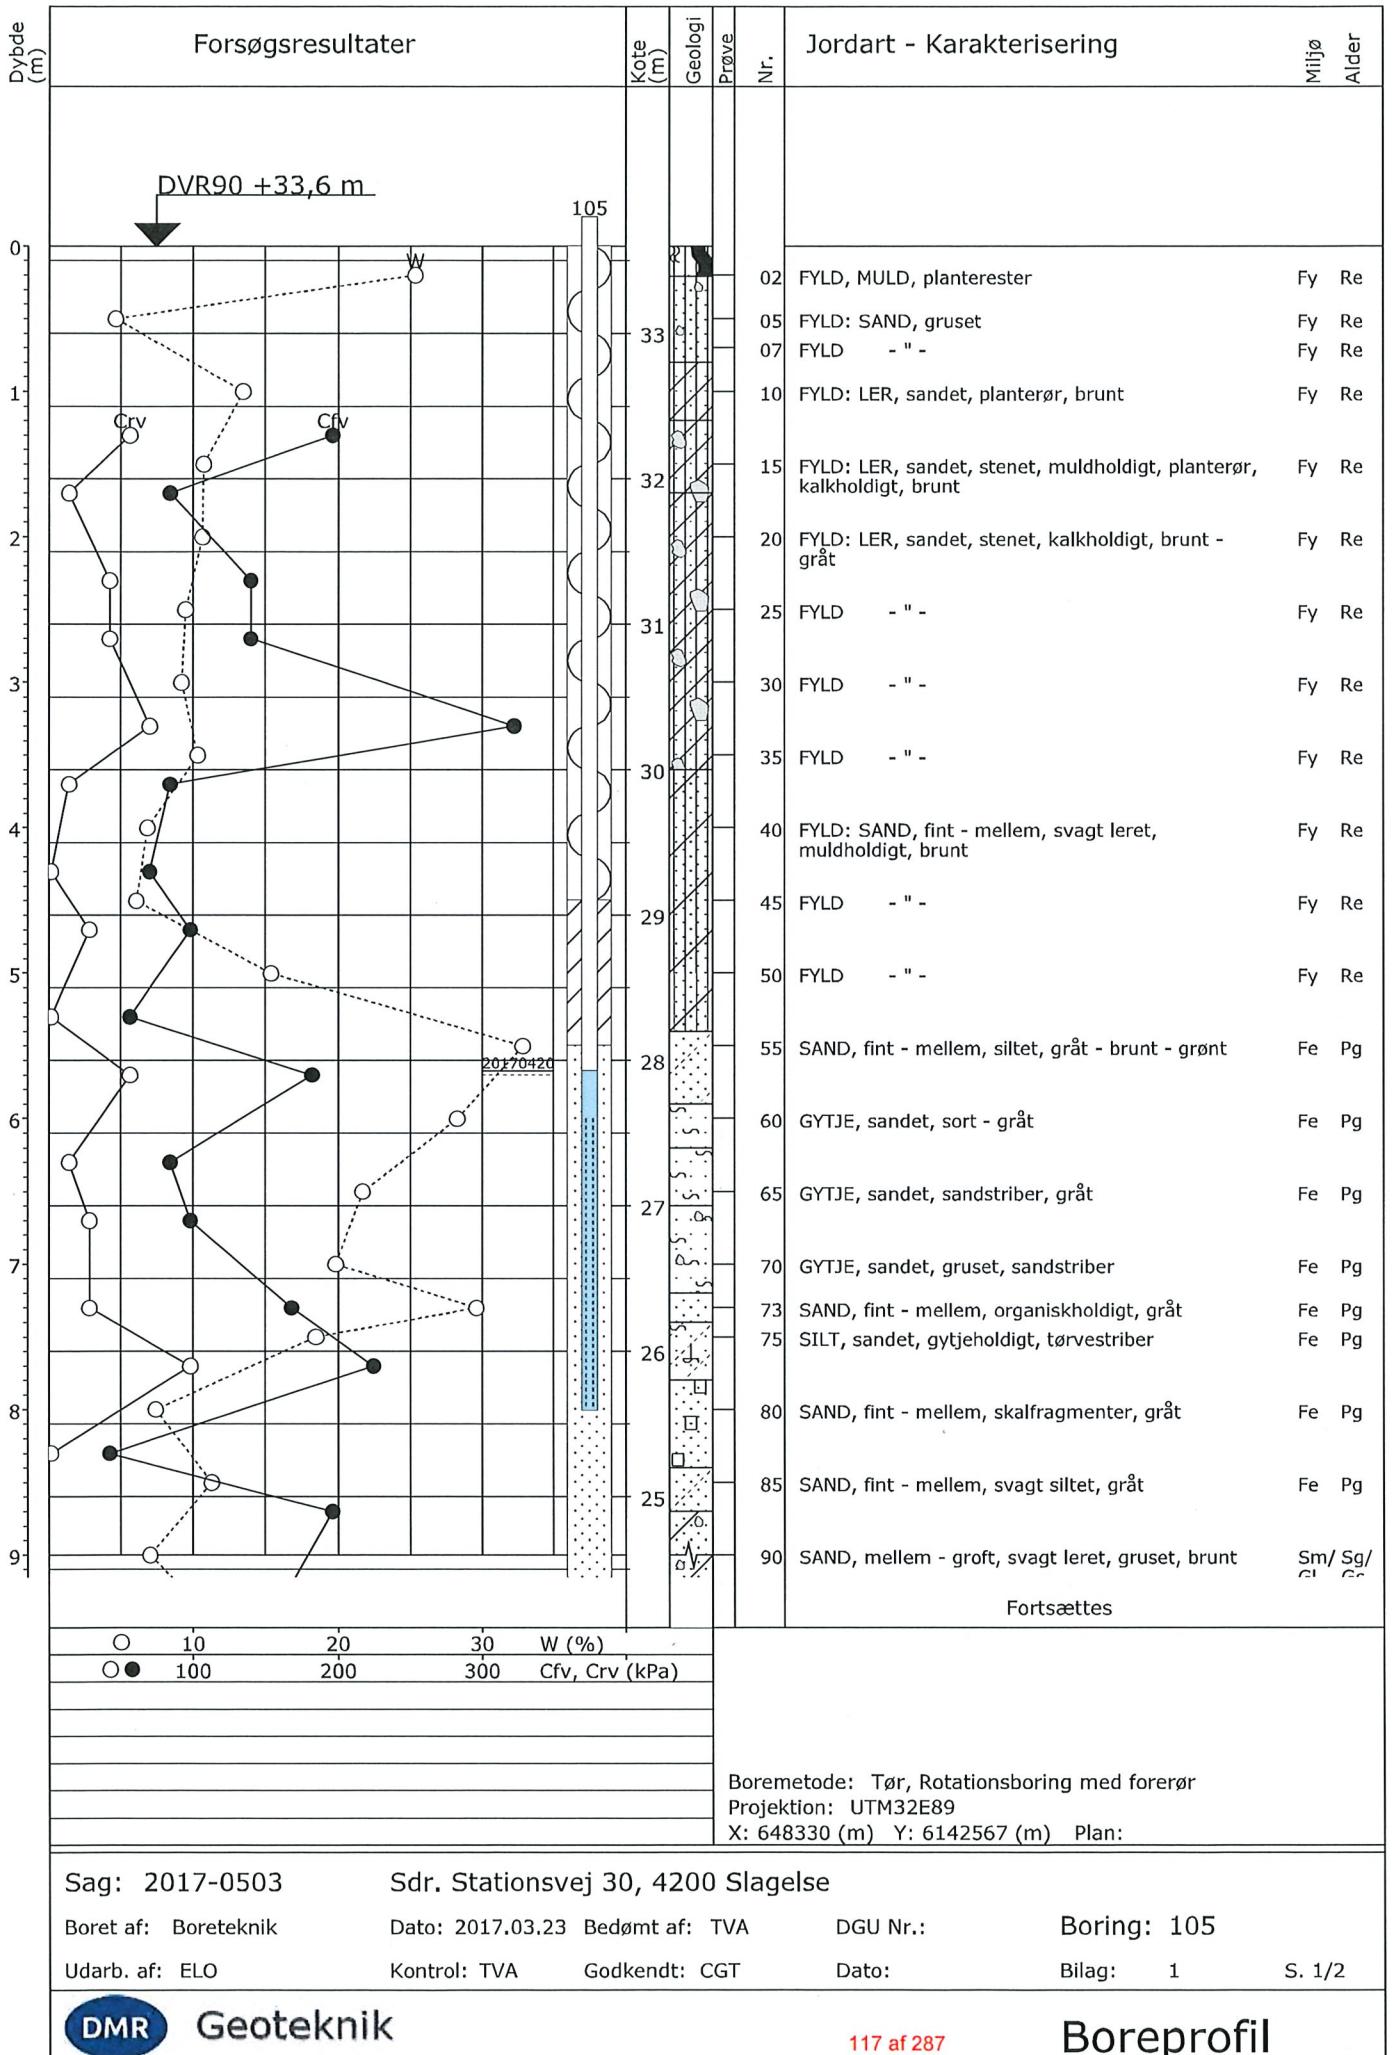 Dybde (m)
Forsøgsresultater
Kote (m)
Geologi
Prøve
Nr.
Jordart - Karakterisering
Miljø
Alder
DVR90 +33,6 m
105
0
W
02 FYLD, MULD, planterester Fy Re
33
05 FYLD: SAND, gruset Fy Re
07 FYLD - " - Fy Re
1
10 FYLD: LER, sandet, planterør, brunt Fy Re
Crv Cfv
32
15 FYLD: LER, sandet, stenet, muldholdigt, planterør, Fy Re
kalkholdigt, brunt
2
20 FYLD: LER, sandet, stenet, kalkholdigt, brunt - Fy Re
gråt
31
25 FYLD - " - Fy Re
3
30 FYLD - " - Fy Re
30
35 FYLD - " - Fy Re
4
40 FYLD: SAND, fint - mellem, svagt leret, Fy Re
muldholdigt, brunt
29
45 FYLD - " - Fy Re
5
50 FYLD - " - Fy Re
20170420
28
55 SAND, fint - mellem, siltet, gråt - brunt - grønt Fe Pg
6
60 GYTJE, sandet, sort - gråt Fe Pg
27
65 GYTJE, sandet, sandstriber, gråt Fe Pg
7
70 GYTJE, sandet, gruset, sandstriber Fe Pg
73 SAND, fint - mellem, organiskholdigt, gråt Fe Pg
26
75 SILT, sandet, gytjeholdigt, tørvestriber Fe Pg
8
80 SAND, fint - mellem, skalfragmenter, gråt Fe Pg
25
85 SAND, fint - mellem, svagt siltet, gråt Fe Pg
9
90 SAND, mellem - groft, svagt leret, gruset, brunt Sm/ Sg/
Fortsættes
10 20 30 W (%)
100 200 300 Cfv, Crv (kPa)
Boremetode: Tør, Rotationsboring med forerør
Projektion: UTM32E89
X: 648330 (m) Y: 6142567 (m) Plan:
Sag: 2017-0503 Sdr. Stationsvej 30, 4200 Slagelse
Boret af: Boreteknik Dato: 2017.03.23 Bedømt af: TVA DGU Nr.: Boring: 105
Udarb. af: ELO Kontrol: TVA Godkendt: CGT Dato: Bilag: 1 S. 1/2
DMR Geoteknik
117 af 287
Boreprofil